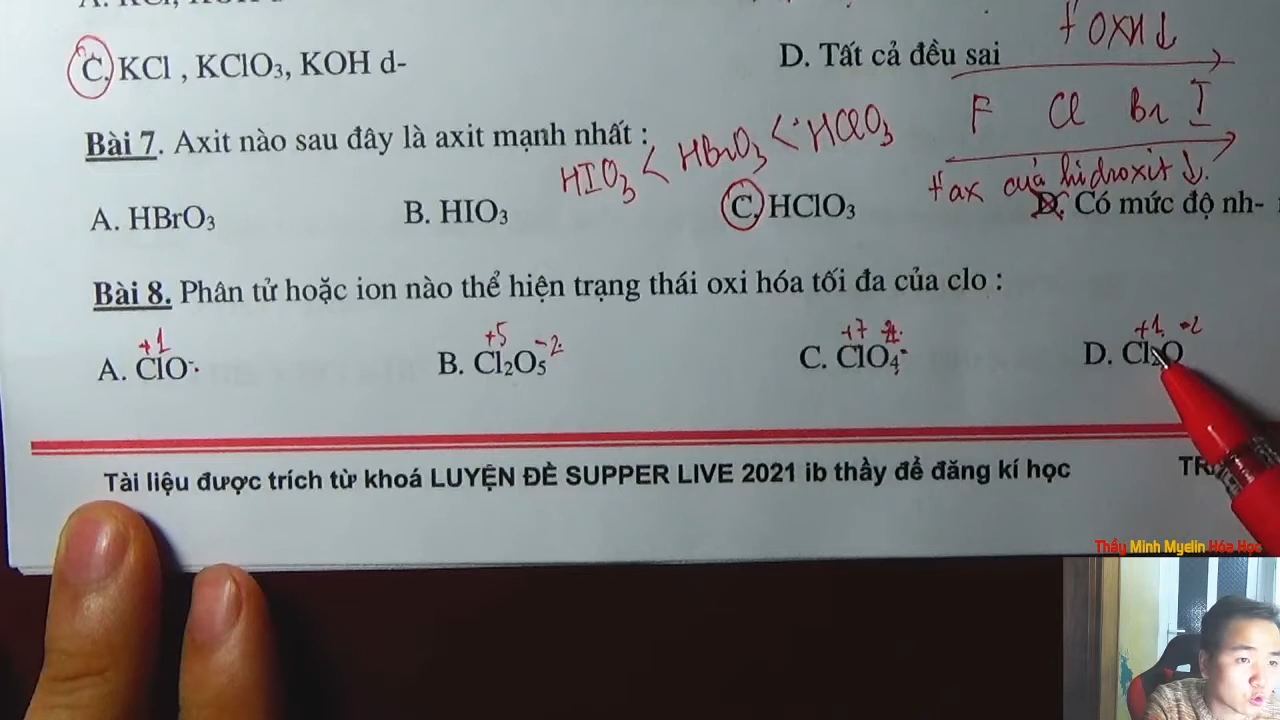 C. KCl , KClO₃, KOH d-
D. Tất cả đều sai
t' oxh ↓
F Cl Br I
Bài 7. Axit nào sau đây là axit mạnh nhất :
HIO₃ < HBrO₃ < HClO₃
tax của hidroxit ↓.
A. HBrO₃
B. HIO₃
C. HClO₃
D. Có mức độ nh-
Bài 8. Phân tử hoặc ion nào thể hiện trạng thái oxi hóa tối đa của clo :
+1
+5 -2
+7
+1 -2
A. ClO⁻
B. Cl₂O₅
C. ClO₄⁻
D. Cl₂O
Tài liệu được trích từ khoá LUYỆN ĐÈ SUPPER LIVE 2021 ib thầy để đăng kí học
Thầy Minh Myelin Hóa Học